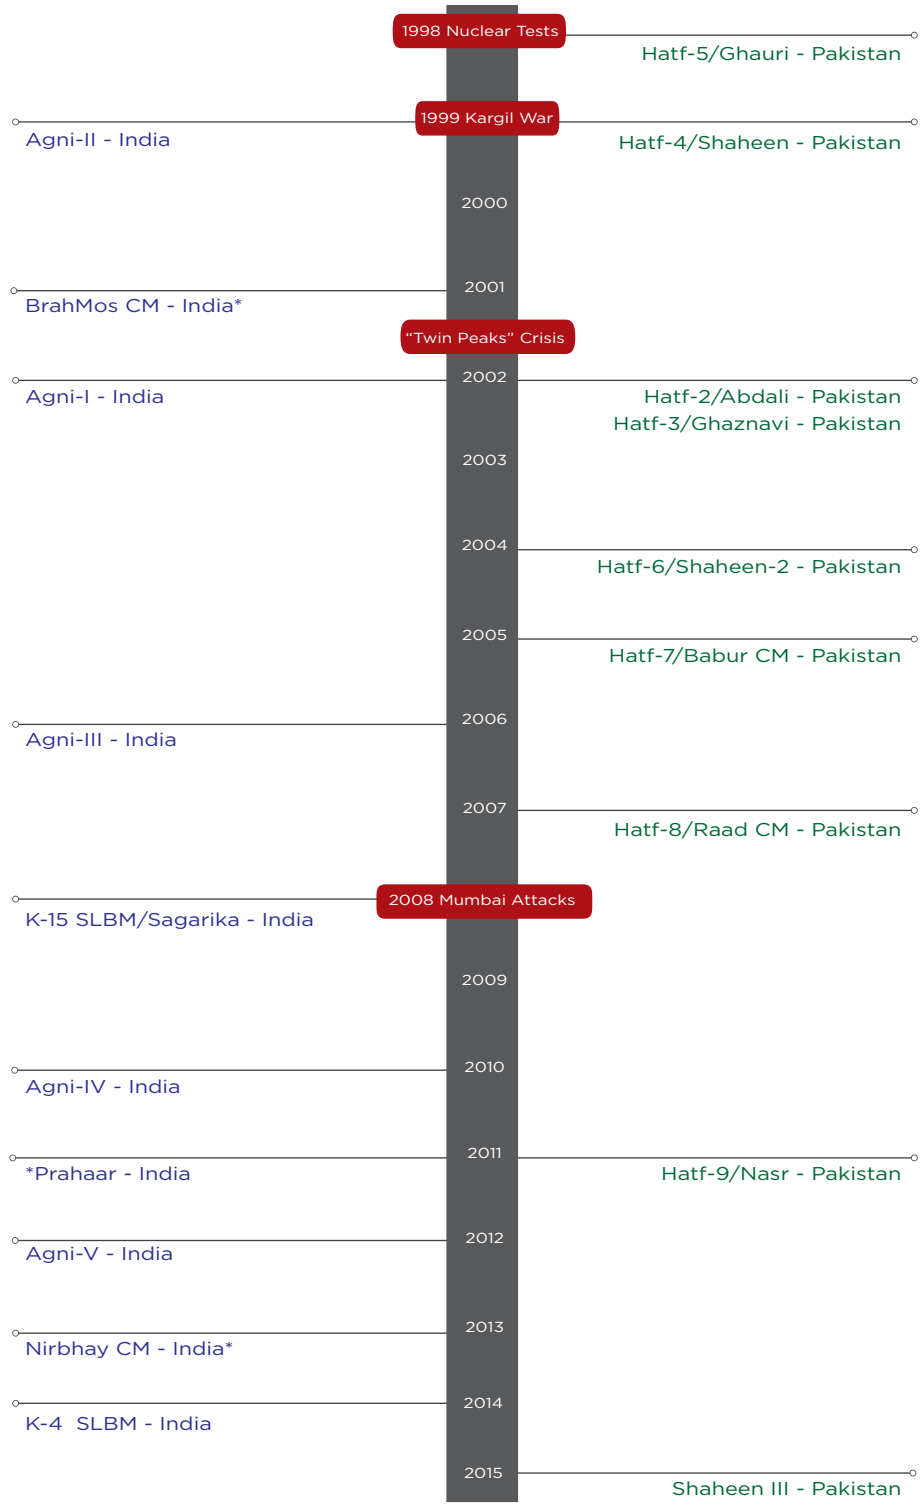 1998 Nuclear Tests
Hatf-5/Ghauri - Pakistan
1999 Kargil War
Agni-II - India
Hatf-4/Shaheen - Pakistan
2000
2001
BrahMos CM - India*
“Twin Peaks” Crisis
2002
Agni-I - India
Hatf-2/Abdali - Pakistan
Hatf-3/Ghaznavi - Pakistan
2003
2004
Hatf-6/Shaheen-2 - Pakistan
2005
Hatf-7/Babur CM - Pakistan
2006
Agni-III - India
2007
Hatf-8/Raad CM - Pakistan
2008 Mumbai Attacks
K-15 SLBM/Sagarika - India
2009
2010
Agni-IV - India
2011
*Prahaar - India
Hatf-9/Nasr - Pakistan
2012
Agni-V - India
2013
Nirbhay CM - India*
2014
K-4 SLBM - India
2015
Shaheen III - Pakistan